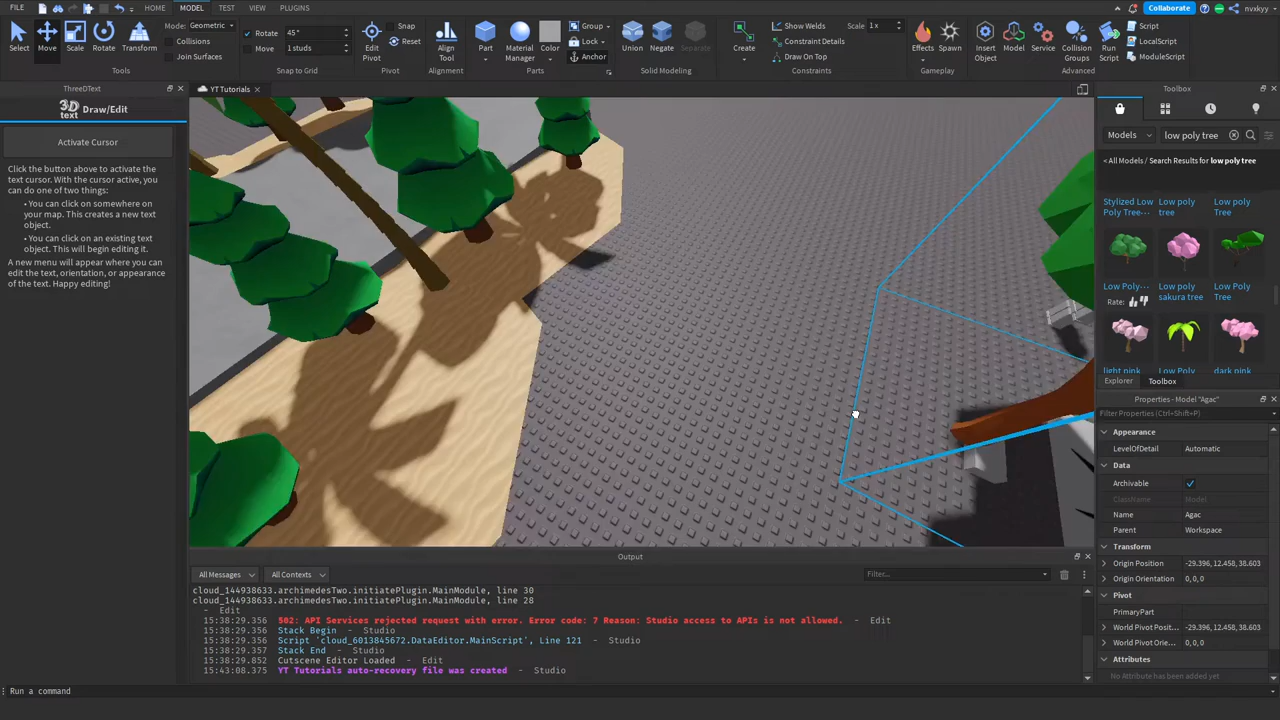 FILE HOME MODEL TEST VIEW PLUGINS Collaborate nvxkyy
Select Move Scale Rotate Transform
Mode: Geometric
Collisions
Join Surfaces
Tools
Rotate 45°
Move 1 studs
Snap to Grid
Edit Pivot
Snap
Reset
Pivot
Align Tool
Alignment
Part Material Manager Color
Group
Lock
Anchor
Parts
Union Negate Separate
Solid Modeling
Create
Show Welds Scale 1x
Constraint Details
Draw On Top
Constraints
Effects Spawn
Gameplay
Insert Object Model Service Collision Groups Run Script
Script
LocalScript
ModuleScript
Advanced
ThreeDText
3D text Draw/Edit
Activate Cursor
Click the button above to activate the
text cursor. With the cursor active, you
can do one of two things:
• You can click on somewhere on
your map. This creates a new text
object.
• You can click on an existing text
object. This will begin editing it.
A new menu will appear where you can
edit the text, orientation, or appearance
of the text. Happy editing!
YT Tutorials
Toolbox
Models low poly tree
< All Models / Search Results for low poly tree
Stylized Low Poly Tree...
Low poly tree
Low poly Tree
Low Poly...
Rate:
Low poly sakura tree
Low Poly Tree
light pink
Low Poly
dark pink
Explorer Toolbox
Properties - Model "Agac"
Filter Properties (Ctrl+Shift+P)
Appearance
LevelOfDetail Automatic
Data
Archivable
ClassName Model
Name Agac
Parent Workspace
Transform
Origin Position -29.396, 12.458, 38.603
Origin Orientation 0, 0, 0
Pivot
PrimaryPart
World Pivot Posit... -29.396, 12.458, 38.603
World Pivot Orie... 0, 0, 0
Attributes
No Attribute has been added yet
Output
All Messages All Contexts Filter...
cloud_144938633.archimedesTwo.initiatePlugin.MainModule, line 30
cloud_144938633.archimedesTwo.initiatePlugin.MainModule, line 28
- Edit
15:38:29.356 502: API Services rejected request with error. Error code: 7 Reason: Studio access to APIs is not allowed. - Edit
15:38:29.356 Stack Begin - Studio
15:38:29.356 Script 'cloud_6013845672.DataEditor.MainScript', Line 121 - Studio
15:38:29.357 Stack End - Studio
15:38:29.852 Cutscene Editor Loaded - Edit
15:43:08.375 YT Tutorials auto-recovery file was created - Studio
Run a command